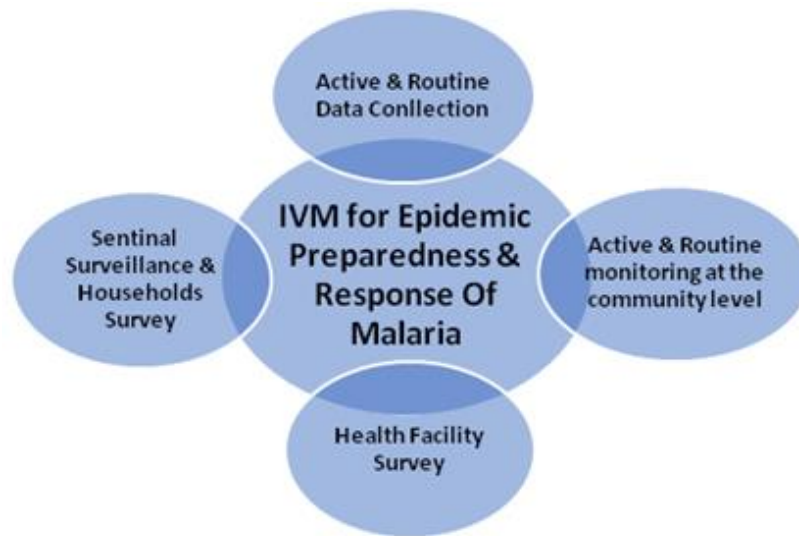 Active & Routine
Data Conllection
IVM for Epidemic
Preparedness &
Response Of
Malaria
Sentinal
Surveillance &
Households
Survey
Active & Routine
monitoring at the
community level
Health Facility
Survey